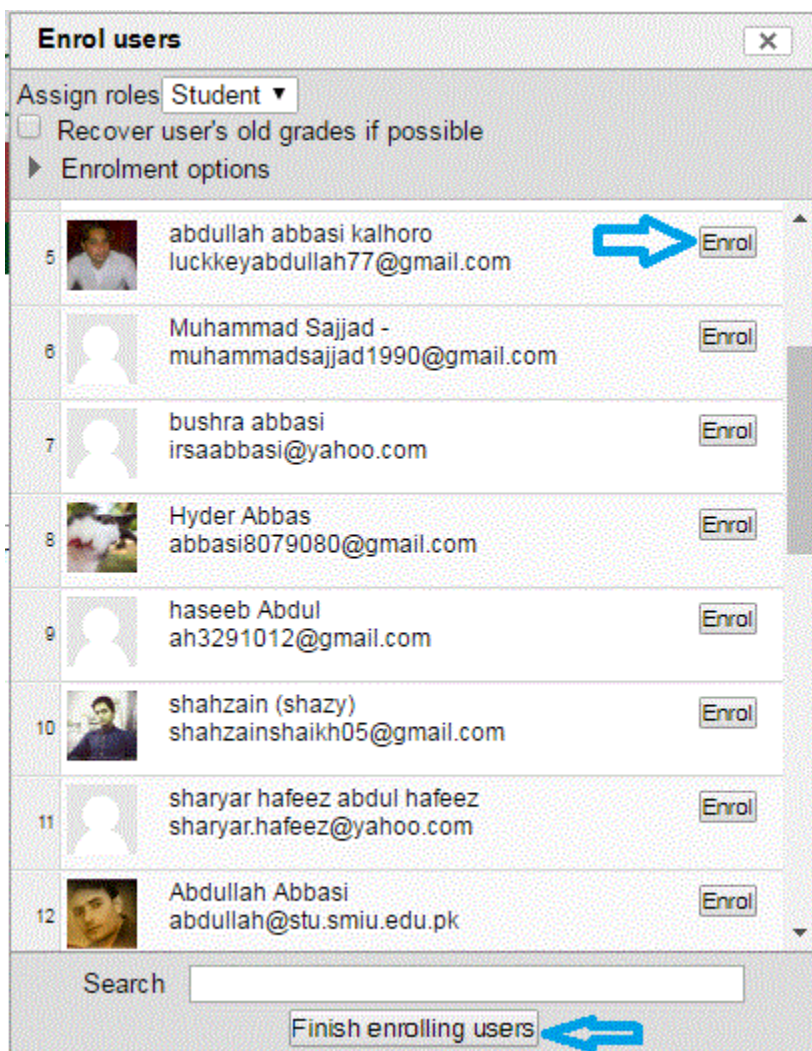 Enrol users
Assign roles Student
Recover user's old grades if possible
Enrolment options
5 abdullah abbasi kalhoro Enrol
luckkeyabdullah77@gmail.com
6 Muhammad Sajjad - Enrol
muhammadsajjad1990@gmail.com
7 bushra abbasi Enrol
irsaabbasi@yahoo.com
8 Hyder Abbas Enrol
abbasi8079080@gmail.com
9 haseeb Abdul Enrol
ah3291012@gmail.com
10 shahzain (shazy) Enrol
shahzainshaikh05@gmail.com
11 sharyar hafeez abdul hafeez Enrol
sharyar.hafeez@yahoo.com
12 Abdullah Abbasi Enrol
abdullah@stu.smiu.edu.pk
Search
Finish enrolling users